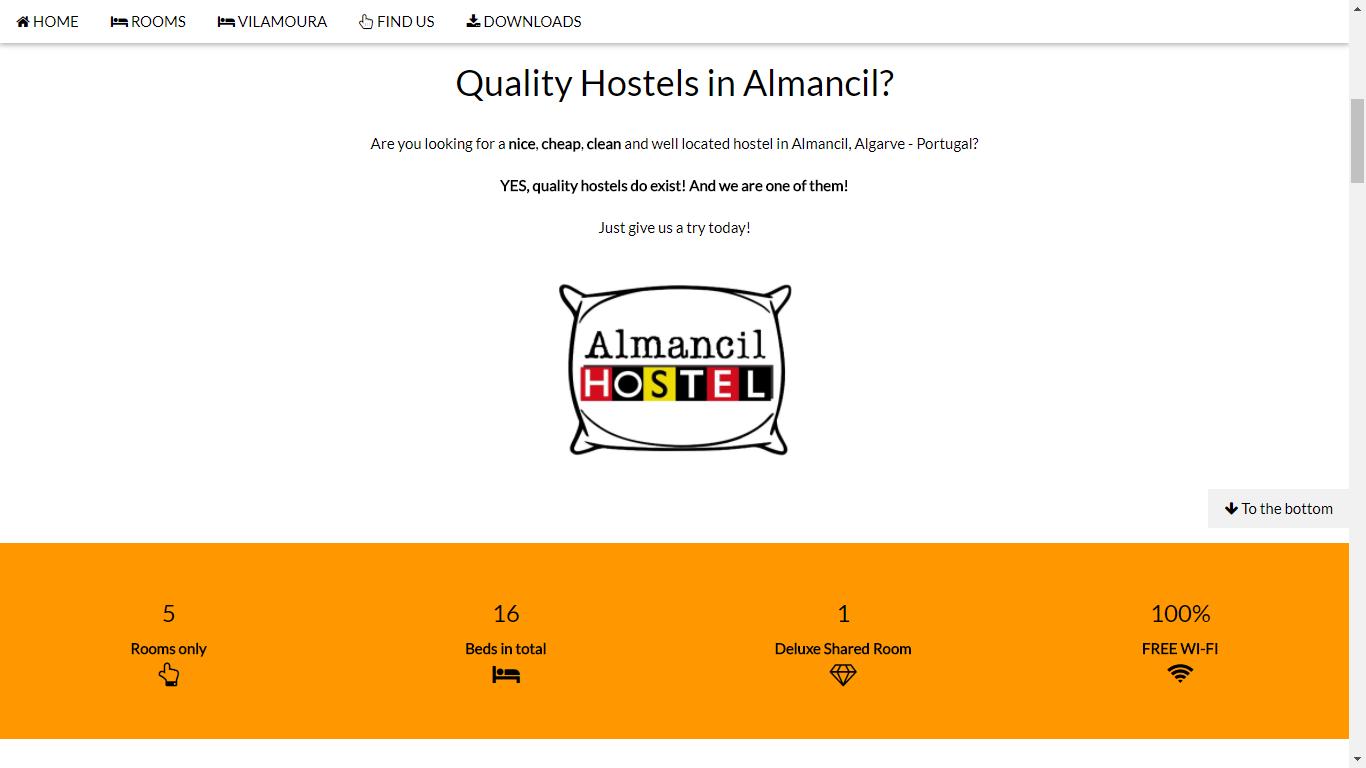 HOME ROOMS VILAMOURA FIND US DOWNLOADS
Quality Hostels in Almancil?
Are you looking for a nice, cheap, clean and well located hostel in Almancil, Algarve - Portugal?
YES, quality hostels do exist! And we are one of them!
Just give us a try today!
Almancil
HOSTEL
To the bottom
5 16 1 100%
Rooms only Beds in total Deluxe Shared Room FREE WI-FI